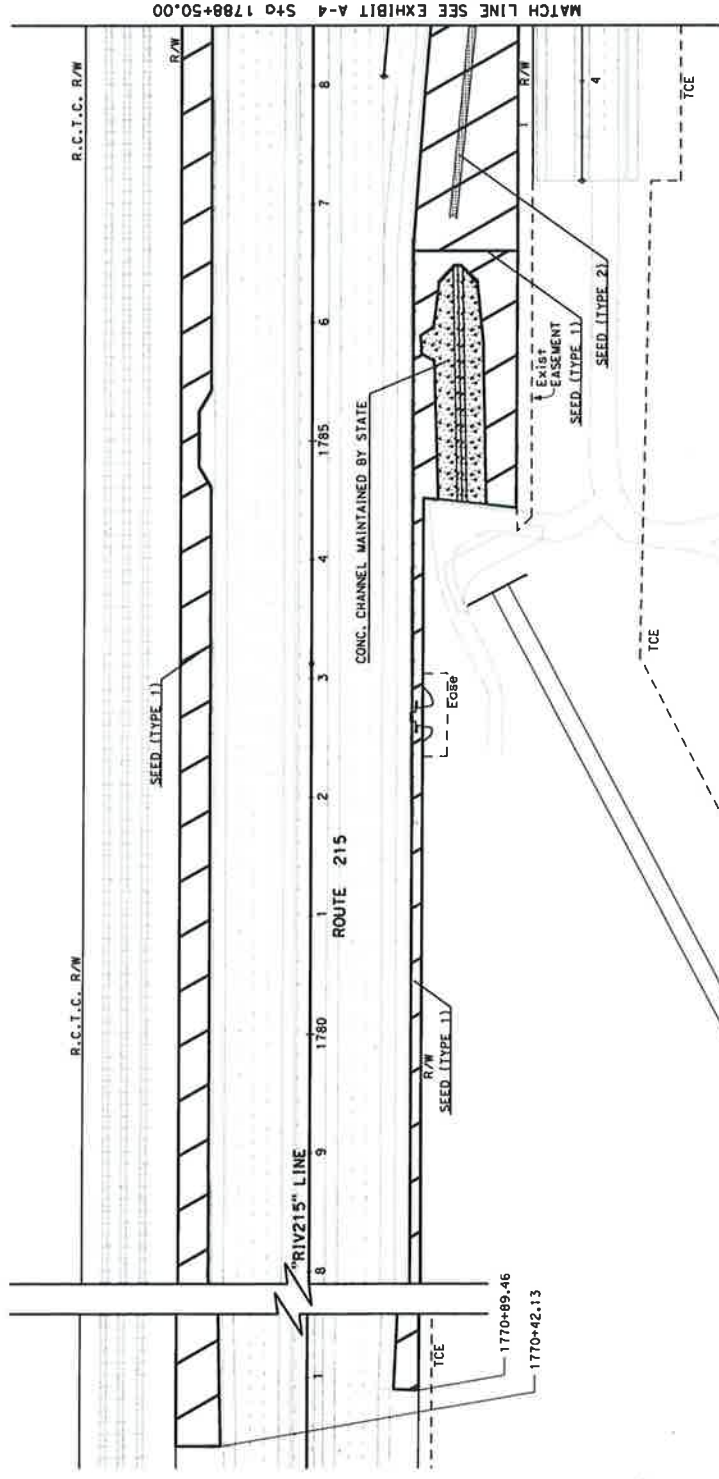 MATCH LINE SEE EXHIBIT A-4 Sta 1788+50.00
R.C.T.C. R/W
R.C.T.C. R/W
R/W
SEED (TYPE 1)
"RIV215" LINE
ROUTE 215
1
8
9
1780
1
2
3
4
1785
6
7
8
CONC. CHANNEL MAINTAINED BY STATE
R/W
SEED (TYPE 1)
Ease
Exist
EASEMENT
SEED (TYPE 1)
SEED (TYPE 2)
R/W
1
4
TCE
TCE
TCE
1770+89.46
1770+42.13